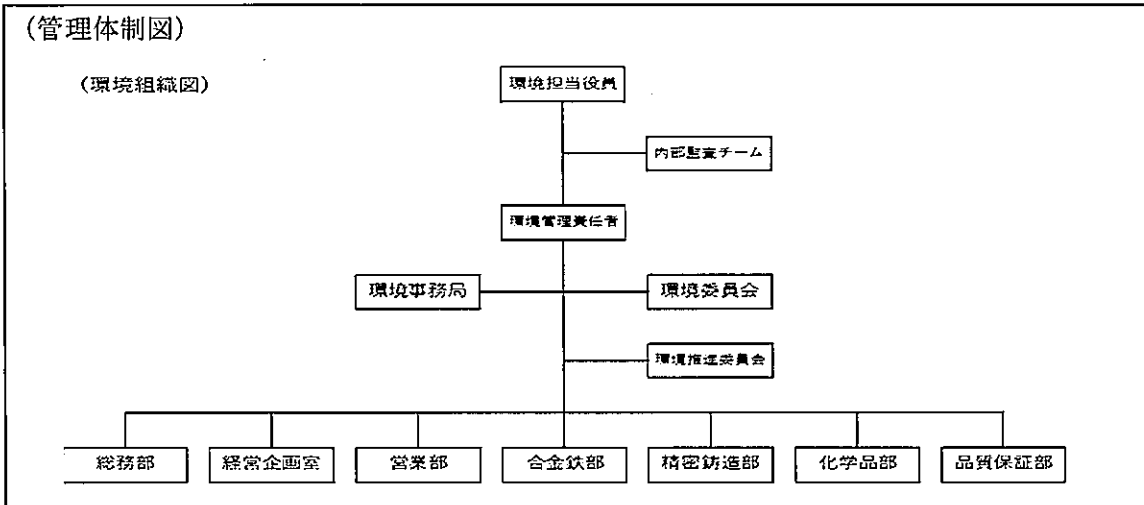 (管理体制図)
(環境組織図)
環境担当役員
内部監査チーム
環境管理責任者
環境事務局
環境委員会
環境推進委員会
総務部
経営企画室
営業部
合金鉄部
精密鋳造部
化学品部
品質保証部